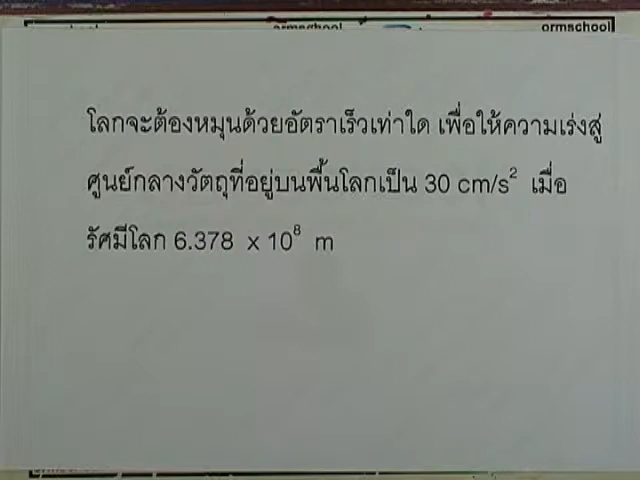 ormschool
ormschool
โลกจะต้องหมุนด้วยอัตราเร็วเท่าใด เพื่อให้ความเร่งสู่
ศูนย์กลางวัตถุที่อยู่บนพื้นโลกเป็น 30 cm/s² เมื่อ
รัศมีโลก 6.378 x 10⁸ m